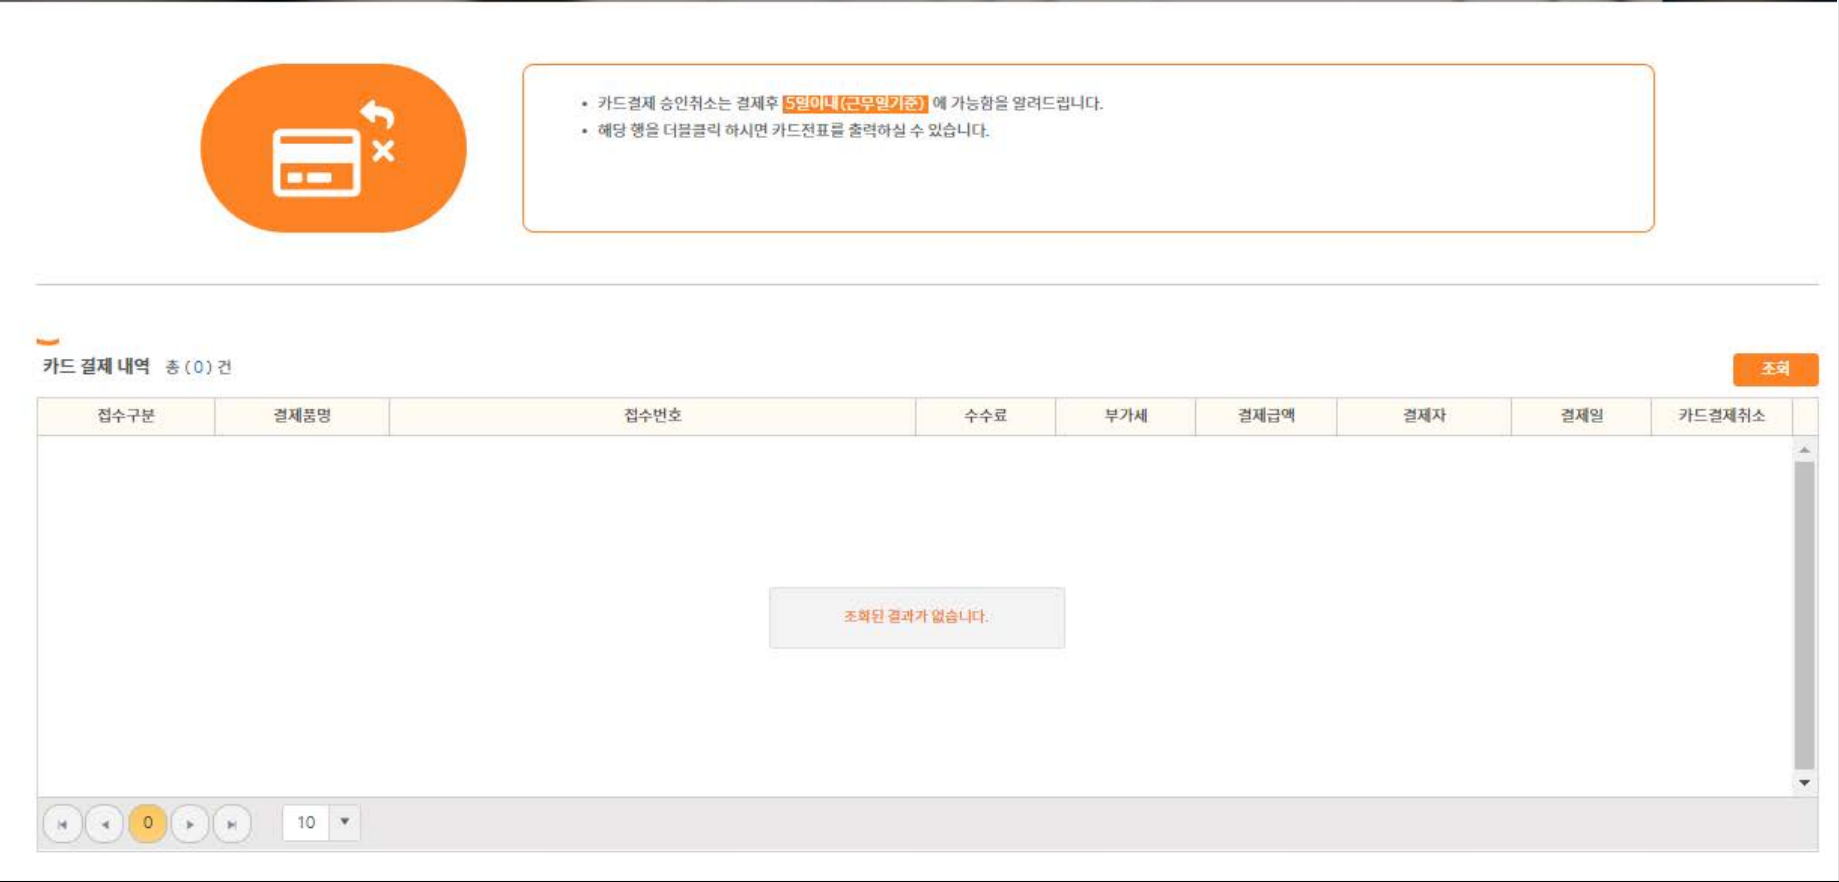 • 카드결제 승인취소는 결제후 5일이내(근무일기준) 에 가능함을 알려드립니다.
• 해당 행을 더블클릭 하시면 카드전표를 출력하실 수 있습니다.
카드 결제 내역 총 ( 0 ) 건
조회
접수구분 결제품명 접수번호 수수료 부가세 결제금액 결제자 결제일 카드결제취소
조회된 결과가 없습니다.
0 10